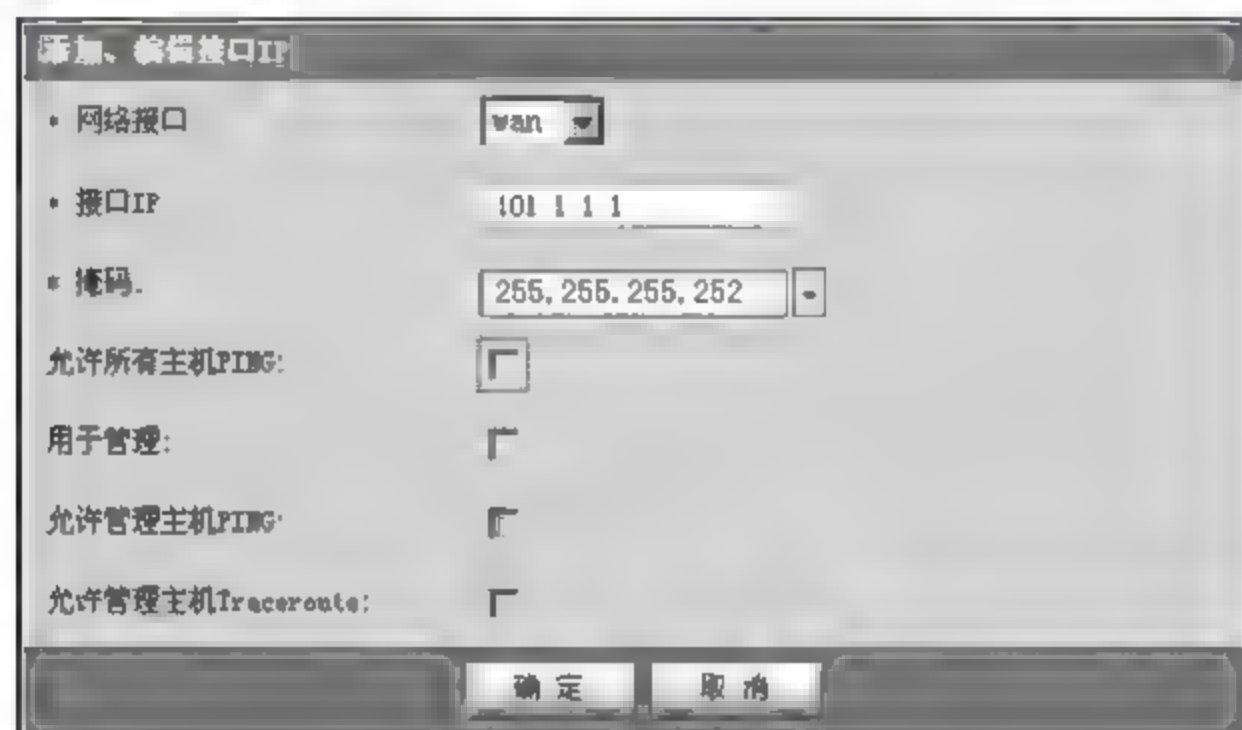 添加、编辑接口IP
* 网络接口
wan
* 接口IP
101 1 1 1
* 掩码.
255.255.255.252
允许所有主机PING:
用于管理:
允许管理主机PING:
允许管理主机Traceroute:
确定 取消